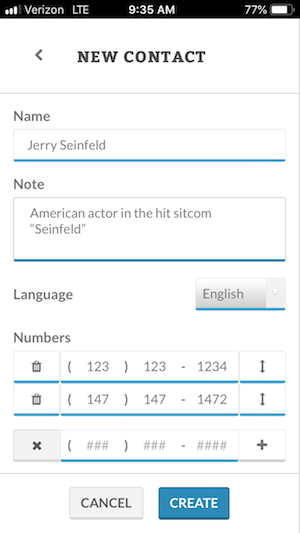 Verizon LTE 9:35 AM 77%
NEW CONTACT
Name
Jerry Seinfeld
Note
American actor in the hit sitcom
“Seinfeld”
Language
English
Numbers
( 123 ) 123 - 1234
( 147 ) 147 - 1472
( ### ) ### - ####
CANCEL CREATE